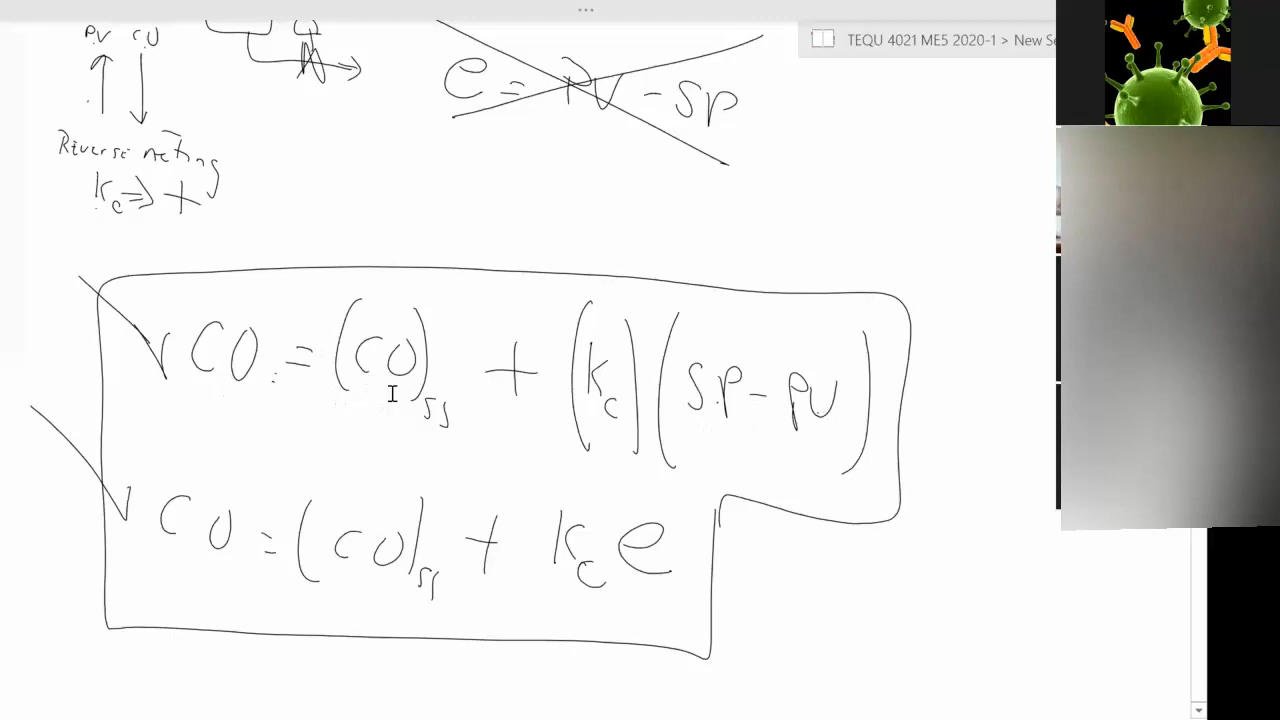 PV CO
e = PV - SP
Reverse acting
Kc ⇒ +
CO = (CO)ss + (Kc)(SP - PV)
CO = (CO)ss + Kc e
TEQU 4021 ME5 2020-1 > New Se